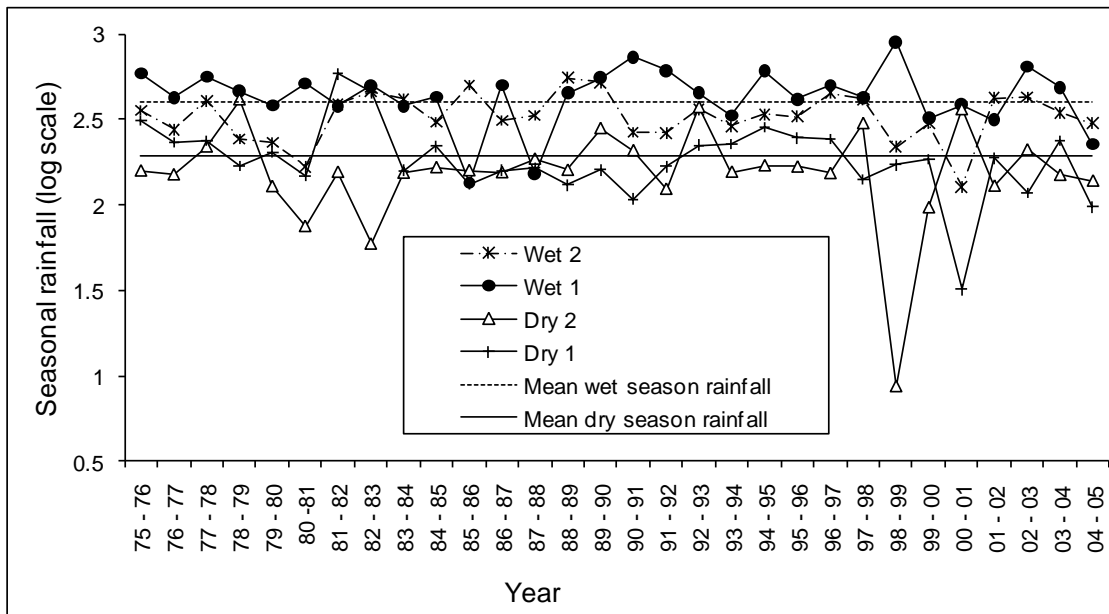 3
2.5
2
1.5
1
0.5
Seasonal rainfall (log scale)
Wet 2
Wet 1
Dry 2
Dry 1
Mean wet season rainfall
Mean dry season rainfall
75 - 76
76 - 77
77 - 78
78 - 79
79 - 80
80 -81
81 - 82
82 - 83
83 - 84
84 - 85
85 - 86
86 - 87
87 - 88
88 - 89
89 - 90
90 - 91
91 - 92
92 - 93
93 - 94
94 - 95
95 - 96
96 - 97
97 - 98
98 - 99
99 - 00
00 - 01
01 - 02
02 - 03
03 - 04
04 - 05
Year